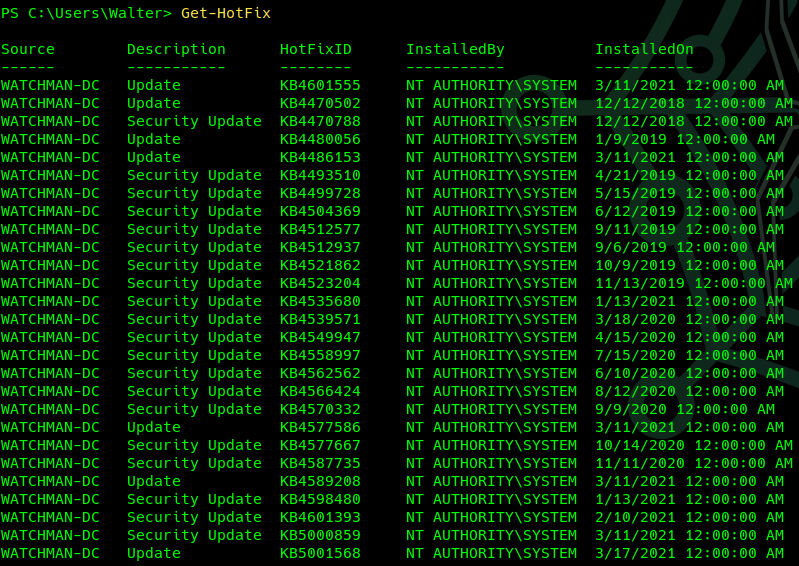 PS C:\Users\Walter> Get-HotFix
Source Description HotFixID InstalledBy InstalledOn
------ ----------- -------- ----------- -----------
WATCHMAN-DC Update KB4601555 NT AUTHORITY\SYSTEM 3/11/2021 12:00:00 AM
WATCHMAN-DC Update KB4470502 NT AUTHORITY\SYSTEM 12/12/2018 12:00:00 AM
WATCHMAN-DC Security Update KB4470788 NT AUTHORITY\SYSTEM 12/12/2018 12:00:00 AM
WATCHMAN-DC Update KB4480056 NT AUTHORITY\SYSTEM 1/9/2019 12:00:00 AM
WATCHMAN-DC Update KB4486153 NT AUTHORITY\SYSTEM 3/11/2021 12:00:00 AM
WATCHMAN-DC Security Update KB4493510 NT AUTHORITY\SYSTEM 4/21/2019 12:00:00 AM
WATCHMAN-DC Security Update KB4499728 NT AUTHORITY\SYSTEM 5/15/2019 12:00:00 AM
WATCHMAN-DC Security Update KB4504369 NT AUTHORITY\SYSTEM 6/12/2019 12:00:00 AM
WATCHMAN-DC Security Update KB4512577 NT AUTHORITY\SYSTEM 9/11/2019 12:00:00 AM
WATCHMAN-DC Security Update KB4512937 NT AUTHORITY\SYSTEM 9/6/2019 12:00:00 AM
WATCHMAN-DC Security Update KB4521862 NT AUTHORITY\SYSTEM 10/9/2019 12:00:00 AM
WATCHMAN-DC Security Update KB4523204 NT AUTHORITY\SYSTEM 11/13/2019 12:00:00 AM
WATCHMAN-DC Security Update KB4535680 NT AUTHORITY\SYSTEM 1/13/2021 12:00:00 AM
WATCHMAN-DC Security Update KB4539571 NT AUTHORITY\SYSTEM 3/18/2020 12:00:00 AM
WATCHMAN-DC Security Update KB4549947 NT AUTHORITY\SYSTEM 4/15/2020 12:00:00 AM
WATCHMAN-DC Security Update KB4558997 NT AUTHORITY\SYSTEM 7/15/2020 12:00:00 AM
WATCHMAN-DC Security Update KB4562562 NT AUTHORITY\SYSTEM 6/10/2020 12:00:00 AM
WATCHMAN-DC Security Update KB4566424 NT AUTHORITY\SYSTEM 8/12/2020 12:00:00 AM
WATCHMAN-DC Security Update KB4570332 NT AUTHORITY\SYSTEM 9/9/2020 12:00:00 AM
WATCHMAN-DC Update KB4577586 NT AUTHORITY\SYSTEM 3/11/2021 12:00:00 AM
WATCHMAN-DC Security Update KB4577667 NT AUTHORITY\SYSTEM 10/14/2020 12:00:00 AM
WATCHMAN-DC Security Update KB4587735 NT AUTHORITY\SYSTEM 11/11/2020 12:00:00 AM
WATCHMAN-DC Update KB4589208 NT AUTHORITY\SYSTEM 3/11/2021 12:00:00 AM
WATCHMAN-DC Security Update KB4598480 NT AUTHORITY\SYSTEM 1/13/2021 12:00:00 AM
WATCHMAN-DC Security Update KB4601393 NT AUTHORITY\SYSTEM 2/10/2021 12:00:00 AM
WATCHMAN-DC Security Update KB5000859 NT AUTHORITY\SYSTEM 3/11/2021 12:00:00 AM
WATCHMAN-DC Update KB5001568 NT AUTHORITY\SYSTEM 3/17/2021 12:00:00 AM